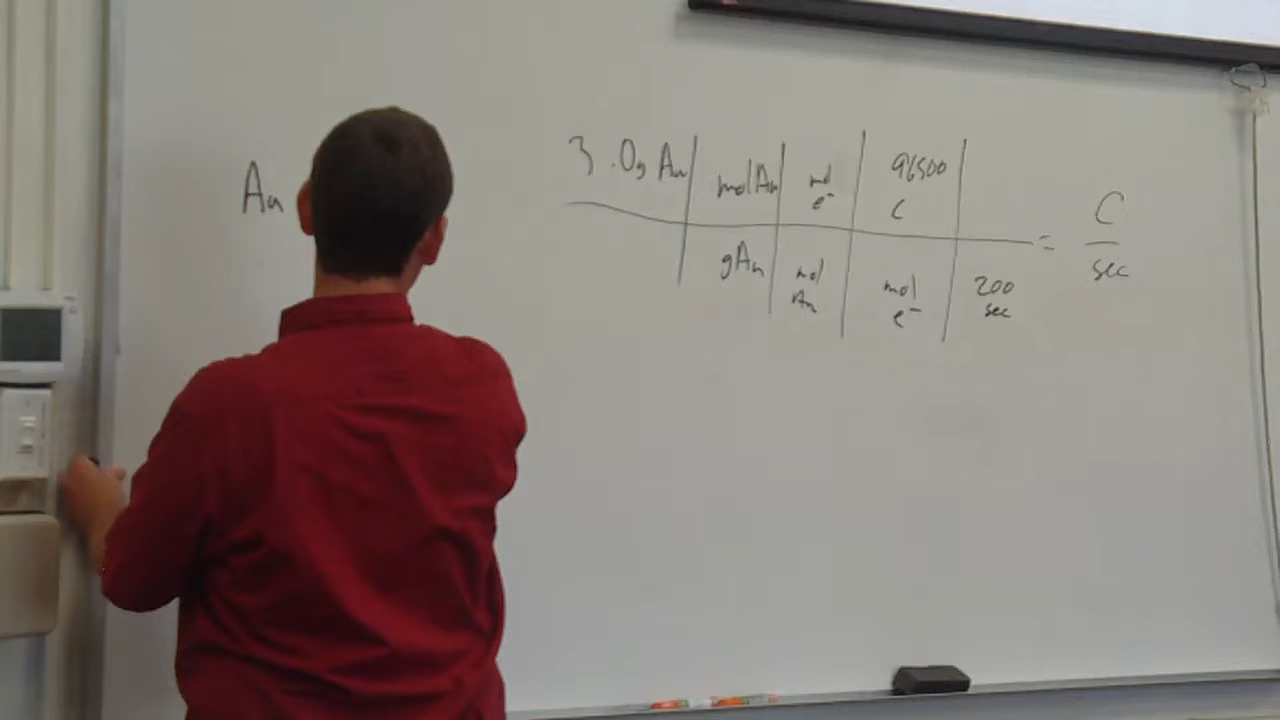 Au
3.0g Au | mol Au | mol e⁻ | 96500 C |
g Au | mol Au | mol e⁻ | 200 sec
= C / sec